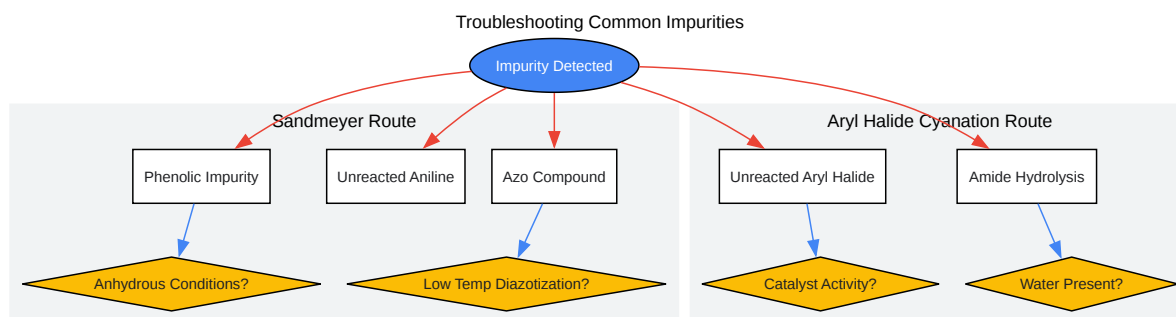 Troubleshooting Common Impurities
Impurity Detected
Sandmeyer Route
Aryl Halide Cyanation Route
Phenolic Impurity
Unreacted Aniline
Azo Compound
Unreacted Aryl Halide
Amide Hydrolysis
Anhydrous Conditions?
Low Temp Diazotization?
Catalyst Activity?
Water Present?